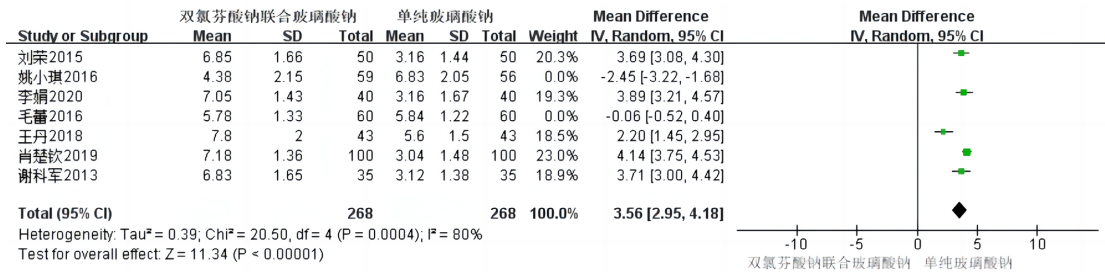 双氯芬酸钠联合玻璃酸钠 单纯玻璃酸钠 Mean Difference Mean Difference
Study or Subgroup Mean SD Total Mean SD Total Weight IV, Random, 95% CI IV, Random, 95% CI
刘荣2015 6.85 1.66 50 3.16 1.44 50 20.3% 3.69 [3.08, 4.30]
姚小琪2016 4.38 2.15 59 6.83 2.05 56 0.0% -2.45 [-3.22, -1.68]
李娟2020 7.05 1.43 40 3.16 1.67 40 19.3% 3.89 [3.21, 4.57]
毛蕾2016 5.78 1.33 60 5.84 1.22 60 0.0% -0.06 [-0.52, 0.40]
王丹2018 7.8 2 43 5.6 1.5 43 18.5% 2.20 [1.45, 2.95]
肖楚钦2019 7.18 1.36 100 3.04 1.48 100 23.0% 4.14 [3.75, 4.53]
谢科军2013 6.83 1.65 35 3.12 1.38 35 18.9% 3.71 [3.00, 4.42]
Total (95% CI) 268 268 100.0% 3.56 [2.95, 4.18]
Heterogeneity: Tau² = 0.39; Chi² = 20.50, df = 4 (P = 0.0004); I² = 80%
Test for overall effect: Z = 11.34 (P < 0.00001)
-10 -5 0 5 10
双氯芬酸钠联合玻璃酸钠 单纯玻璃酸钠